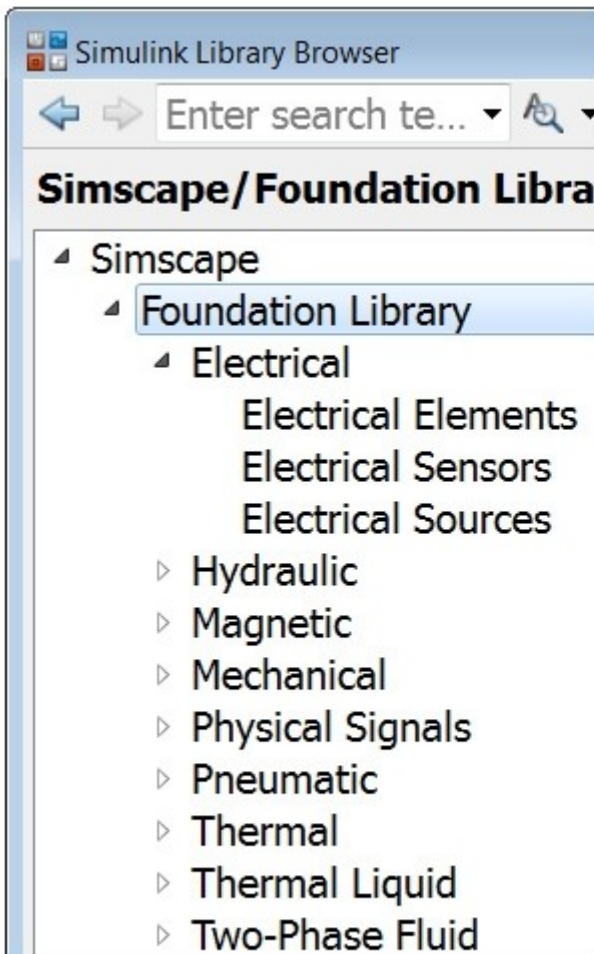 Simulink Library Browser
Enter search te...
Simscape/Foundation Libra
Simscape
Foundation Library
Electrical
Electrical Elements
Electrical Sensors
Electrical Sources
Hydraulic
Magnetic
Mechanical
Physical Signals
Pneumatic
Thermal
Thermal Liquid
Two-Phase Fluid